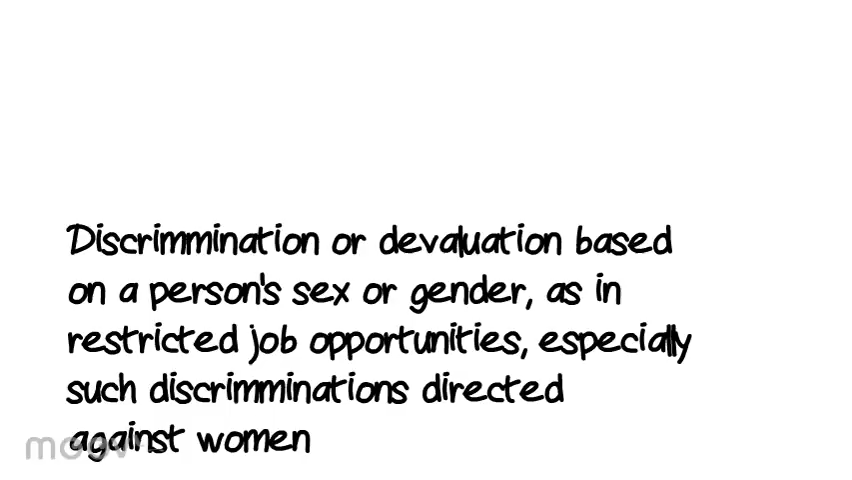 Discrimmination or devaluation based
on a person's sex or gender, as in
restricted job opportunities, especially
such discrimminations directed
against women
moov